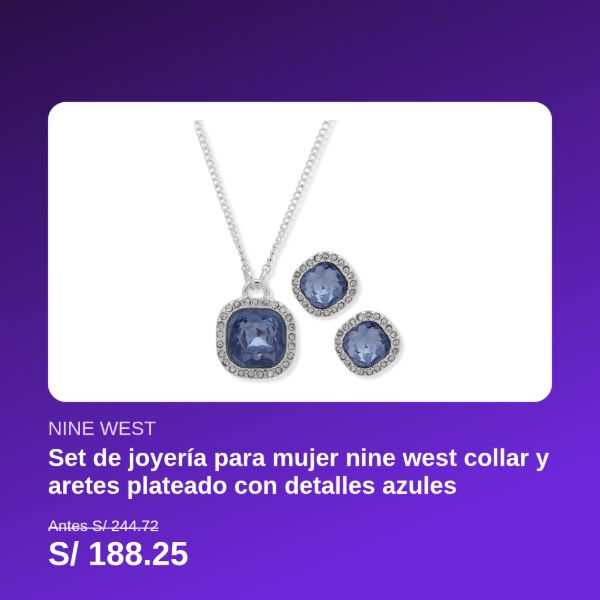 NINE WEST
Set de joyería para mujer nine west collar y
aretes plateado con detalles azules
Antes S/ 244.72
S/ 188.25